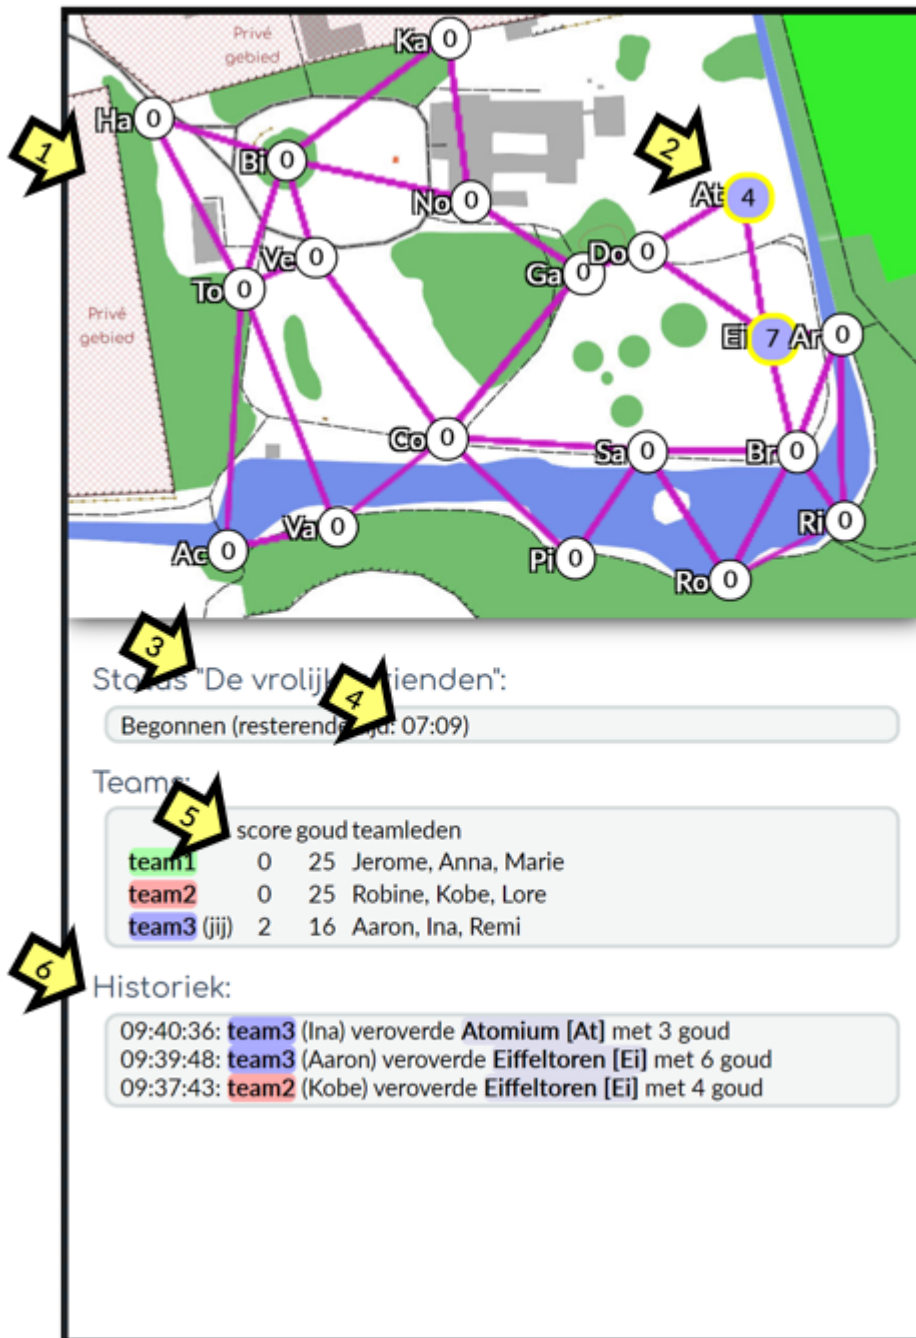 Privé
gebied
Ka 0
Ha 0
1
2
Bi 0
At 4
No 0
Ve 0
Do 0
Ga 0
To 0
Privé
gebied
Ei 7
Ar 0
Co 0
Sa 0
Br 0
Va 0
Ri 0
Ac 0
Pi 0
Ro 0
3
"De
4
Begonnen
07:09)
Teams:
5
score goud teamleden
team1 0 25 Jerome, Anna, Marie
team2 0 25 Robine, Kobe, Lore
team3 (jij) 2 16 Aaron, Ina, Remi
6
Historiek:
09:40:36: team3 (Ina) veroverde Atomium [At] met 3 goud
09:39:48: team3 (Aaron) veroverde Eiffeltoren [Ei] met 6 goud
09:37:43: team2 (Kobe) veroverde Eiffeltoren [Ei] met 4 goud